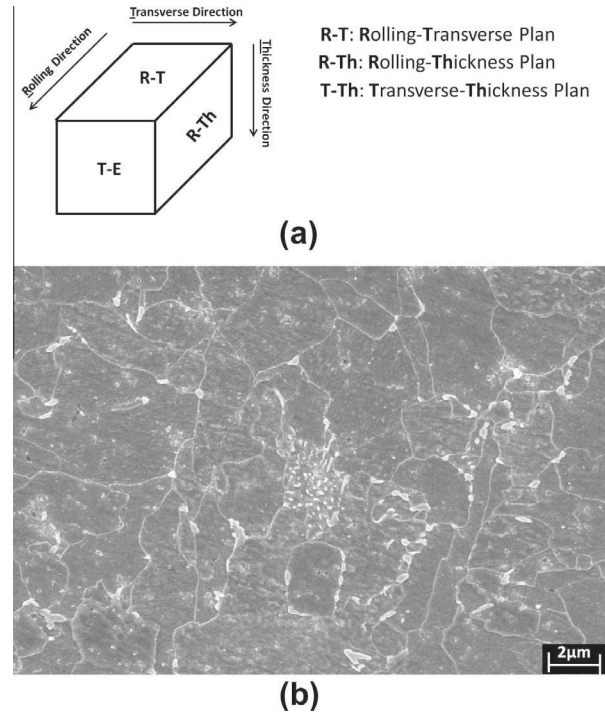 Transverse Direction
Rolling Direction
Thickness Direction
R-T
R-Th
T-E
R-T: Rolling-Transverse Plan
R-Th: Rolling-Thickness Plan
T-Th: Transverse-Thickness Plan
(a)
2µm
(b)